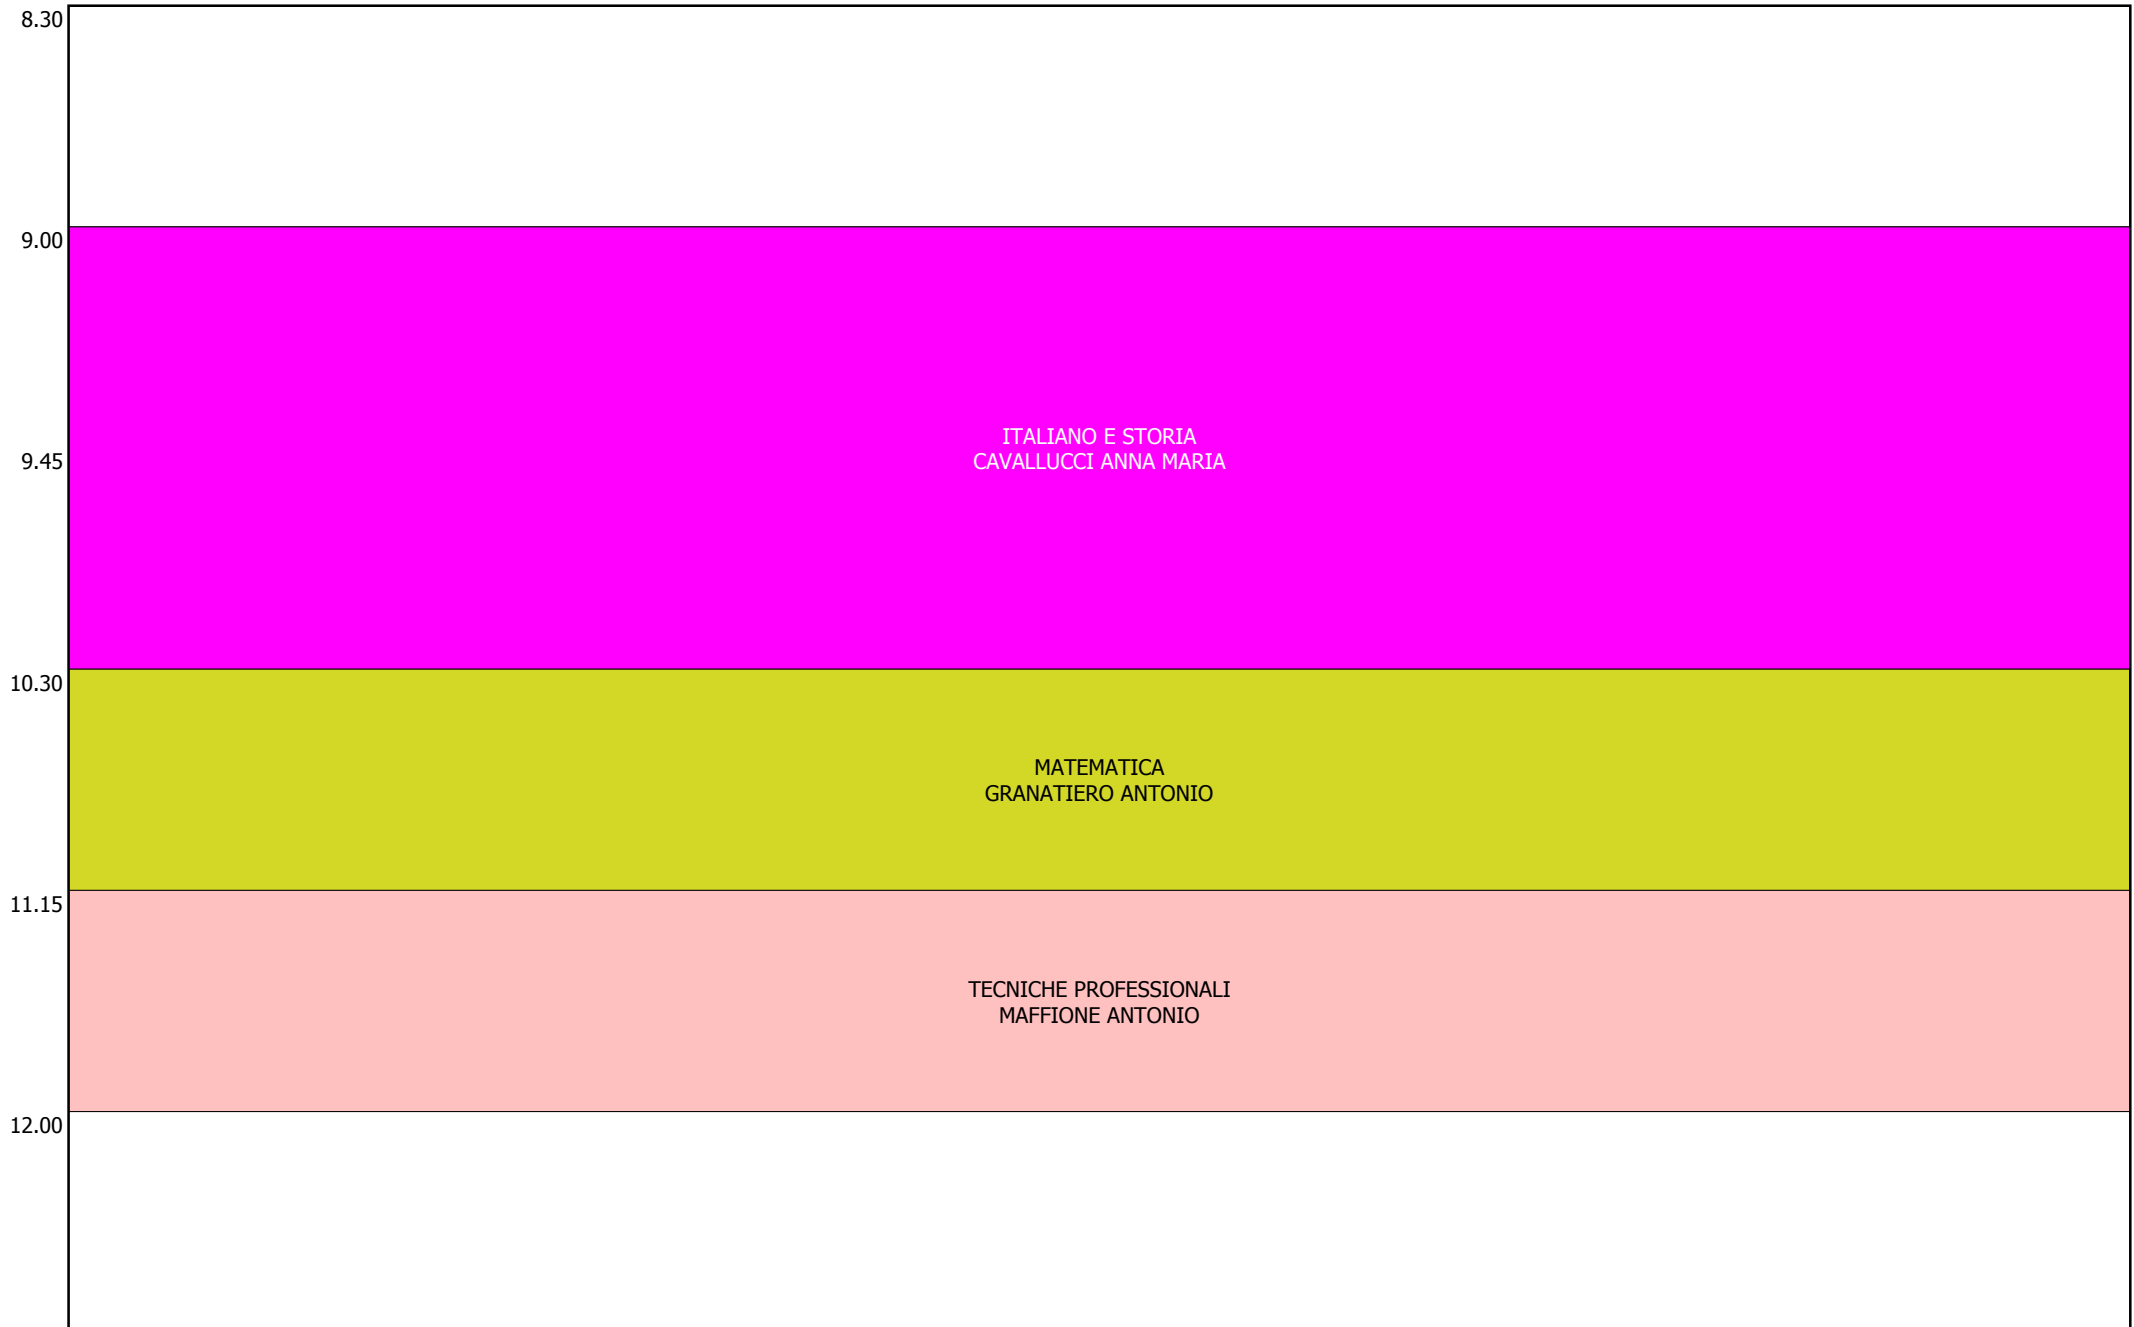 8.30
9.00
ITALIANO E STORIA
CAVALLUCCI ANNA MARIA
9.45
10.30
MATEMATICA
GRANATIERO ANTONIO
11.15
TECNICHE PROFESSIONALI
MAFFIONE ANTONIO
12.00